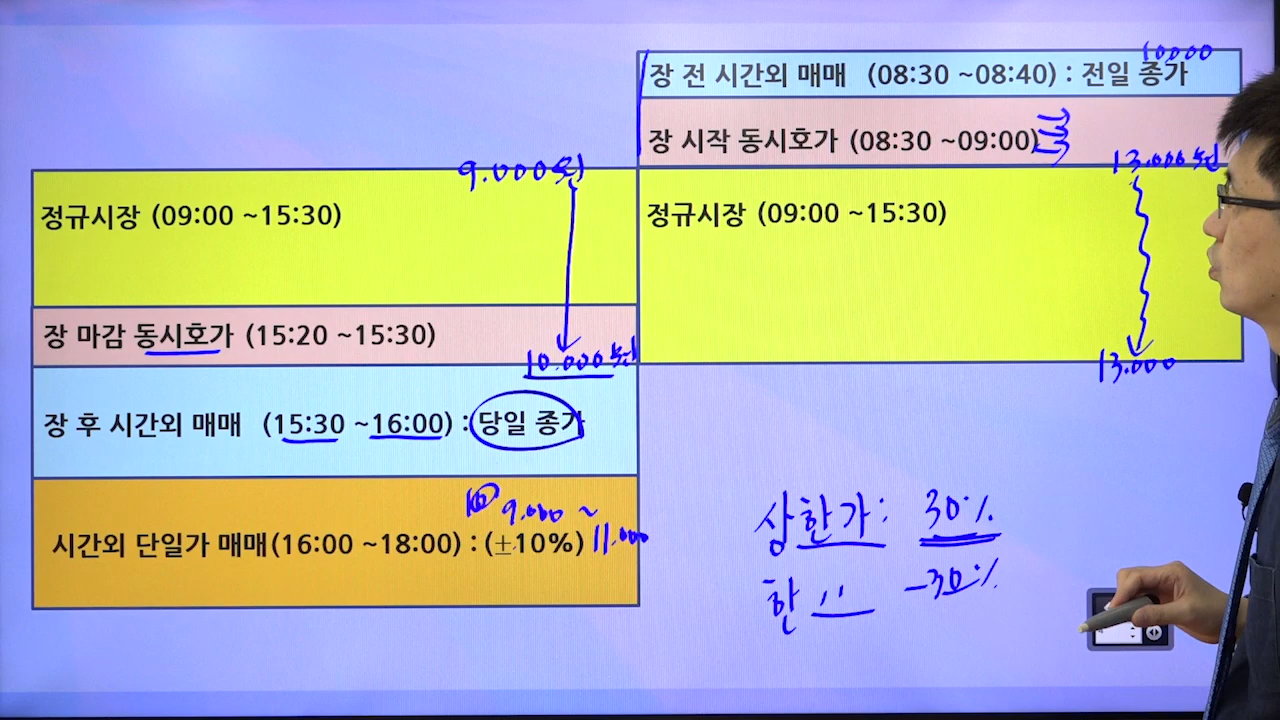 9.000원
정규시장 (09:00 ~15:30)
장 마감 동시호가 (15:20 ~15:30)
10.000원
장 후 시간외 매매 (15:30 ~16:00) : 당일 종가
9.000 ~
시간외 단일가 매매(16:00 ~18:00) : (±10%) 11.000
10000
장 전 시간외 매매 (08:30 ~08:40) : 전일 종가
장 시작 동시호가 (08:30 ~09:00)
13.000원
정규시장 (09:00 ~15:30)
13.000
상한가: 30%
한 〃 -30%